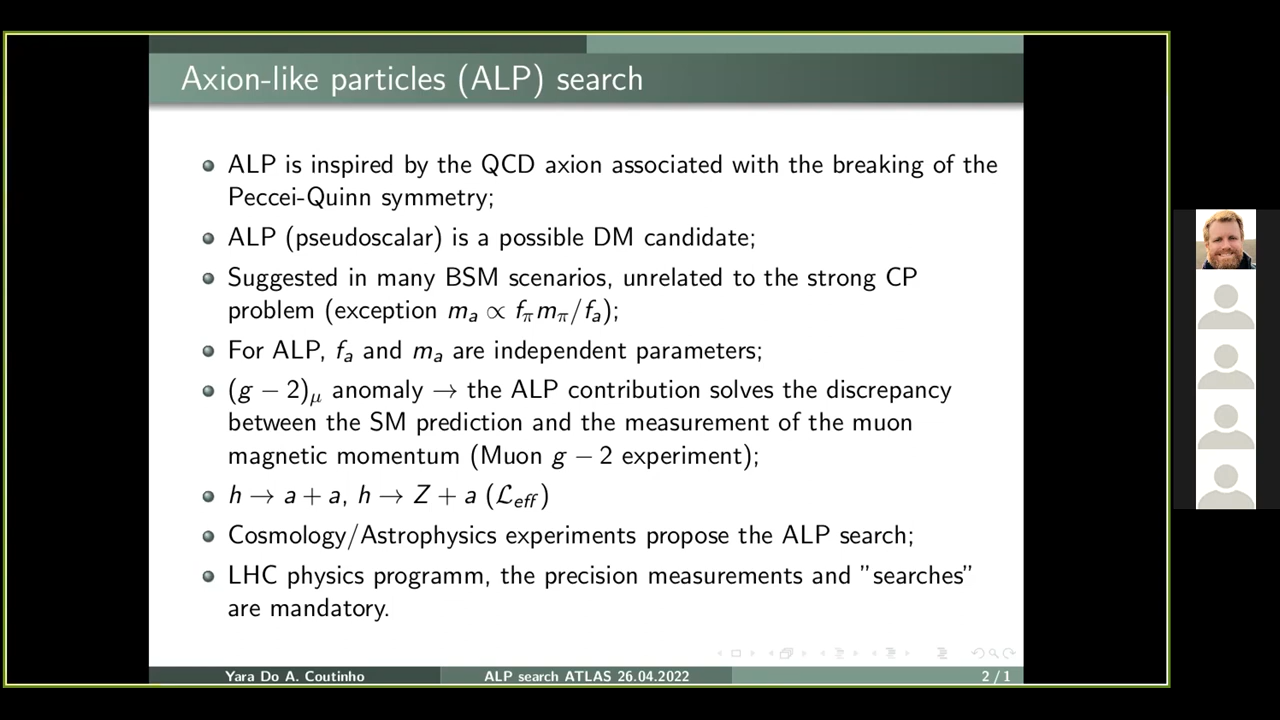 Axion-like particles (ALP) search
ALP is inspired by the QCD axion associated with the breaking of the
Peccei-Quinn symmetry;
ALP (pseudoscalar) is a possible DM candidate;
Suggested in many BSM scenarios, unrelated to the strong CP
problem (exception mₐ ∝ f_π m_π/fₐ);
For ALP, fₐ and mₐ are independent parameters;
(g − 2)_μ anomaly → the ALP contribution solves the discrepancy
between the SM prediction and the measurement of the muon
magnetic momentum (Muon g − 2 experiment);
h → a + a, h → Z + a (ℒ_eff)
Cosmology/Astrophysics experiments propose the ALP search;
LHC physics programm, the precision measurements and ”searches”
are mandatory.
Yara Do A. Coutinho
ALP search ATLAS 26.04.2022
2 / 1